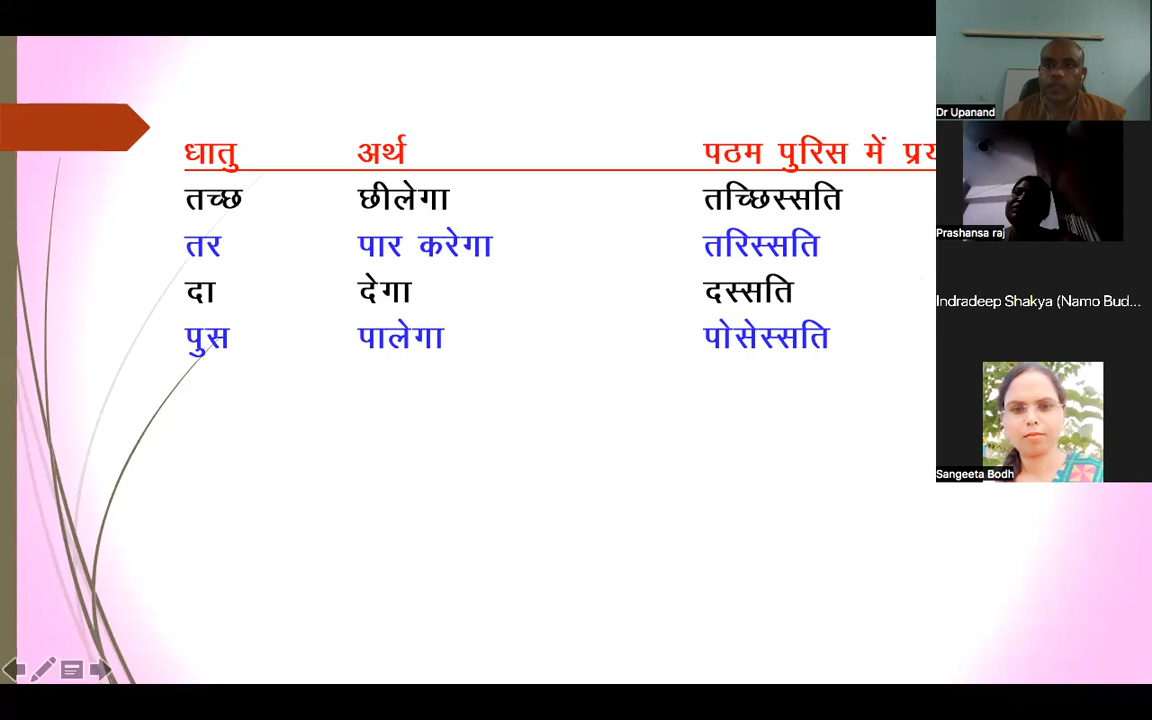 धातु अर्थ पठम पुरिस में
तच्छ छीलेगा तच्छिस्सति
तर पार करेगा तरिस्सति
दा देगा दस्सति
पुस पालेगा पोसेस्सति
Dr Upanand
Prashansa raj
Indradeep Shakya (Namo Bud...
Sangeeta Bodh